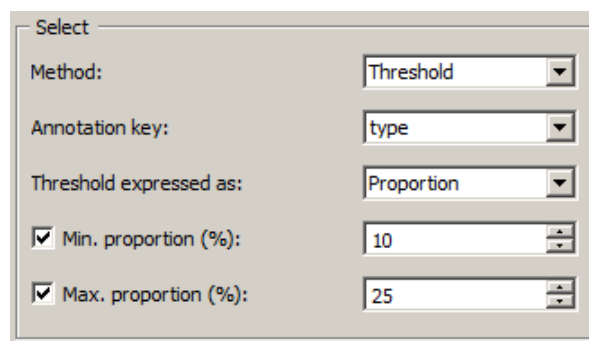 Select
Method: Threshold
Annotation key: type
Threshold expressed as: Proportion
Min. proportion (%): 10
Max. proportion (%): 25